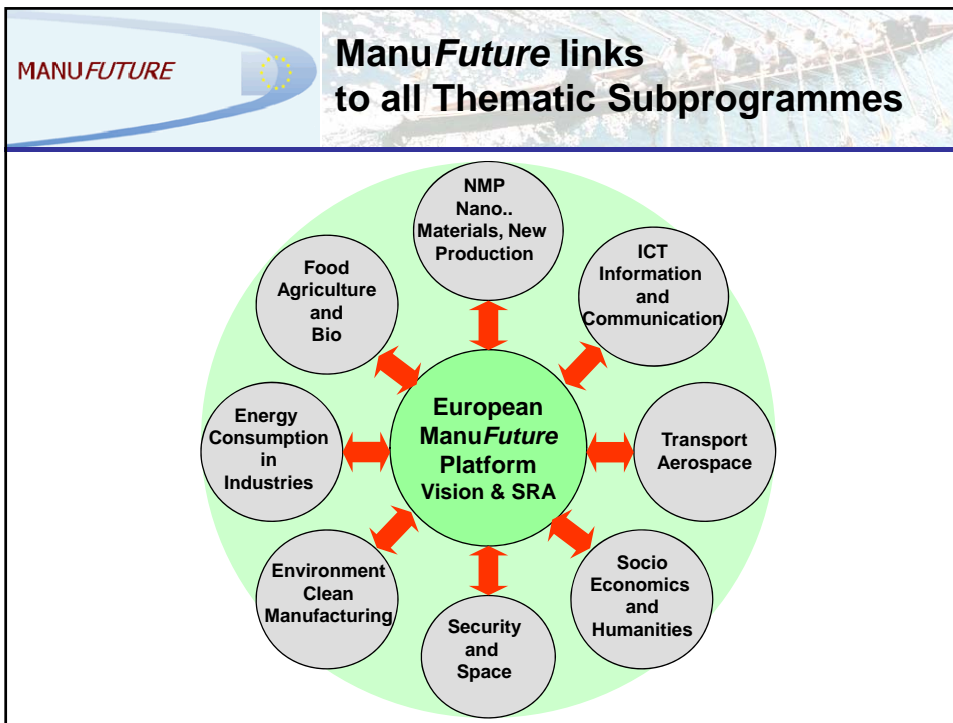 MANUFUTURE
ManuFuture links
to all Thematic Subprogrammes
NMP
Nano..
Materials, New
Production
ICT
Information
and
Communication
Transport
Aerospace
Socio
Economics
and
Humanities
Security
and
Space
Environment
Clean
Manufacturing
Energy
Consumption
in
Industries
Food
Agriculture
and
Bio
European
ManuFuture
Platform
Vision & SRA